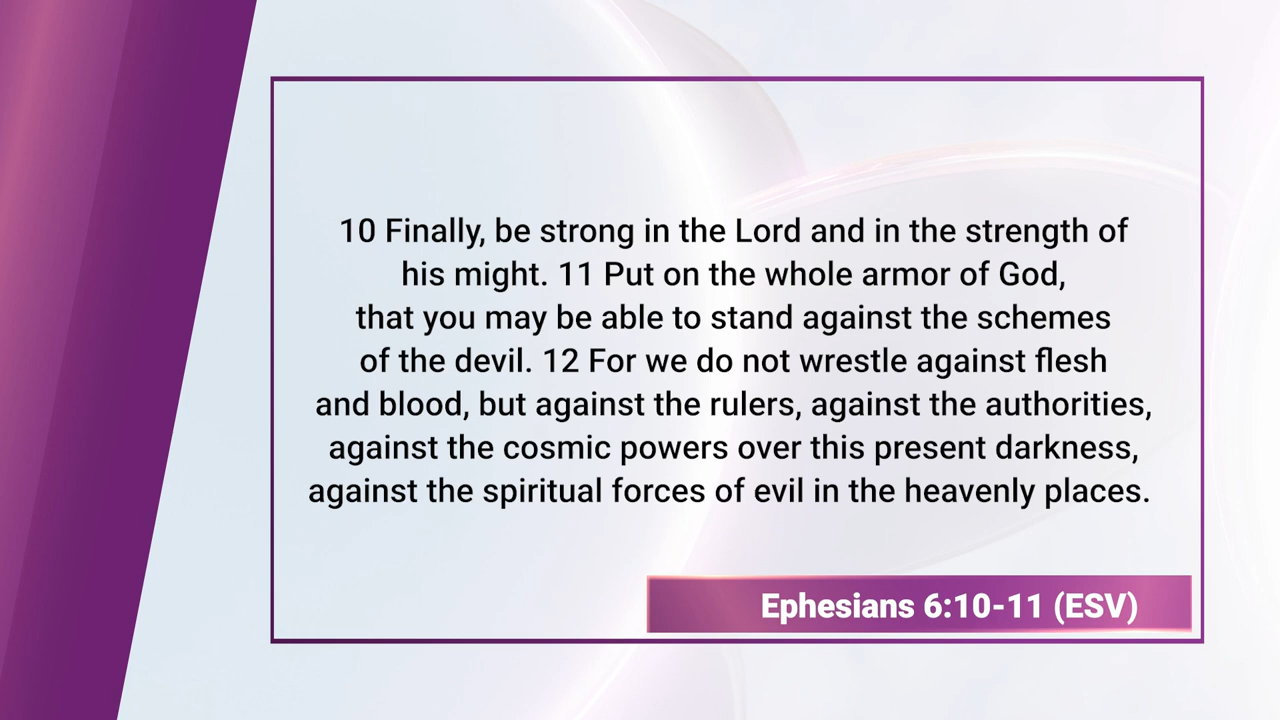 10 Finally, be strong in the Lord and in the strength of
his might. 11 Put on the whole armor of God,
that you may be able to stand against the schemes
of the devil. 12 For we do not wrestle against flesh
and blood, but against the rulers, against the authorities,
against the cosmic powers over this present darkness,
against the spiritual forces of evil in the heavenly places.
Ephesians 6:10-11 (ESV)